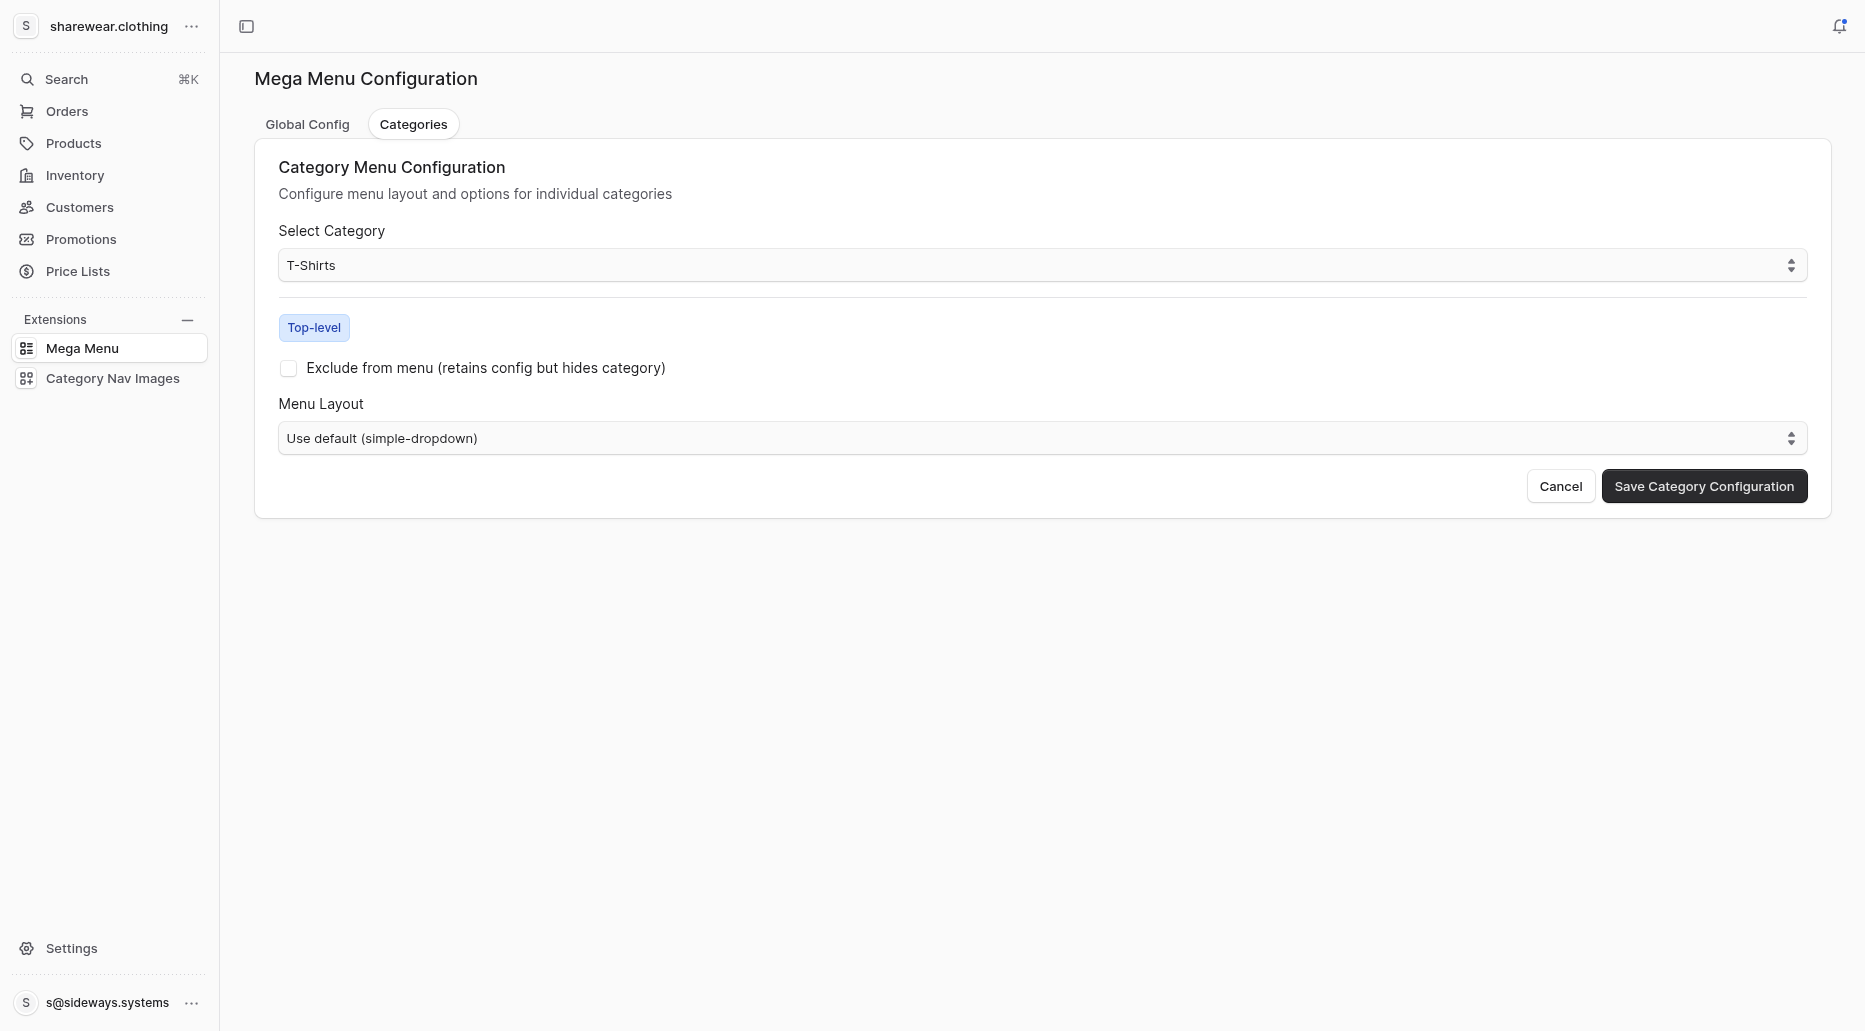 S sharewear.clothing
Search ⌘K
Orders
Products
Inventory
Customers
Promotions
Price Lists
Extensions
Mega Menu
Category Nav Images
Settings
S s@sideways.systems
Mega Menu Configuration
Global Config Categories
Category Menu Configuration
Configure menu layout and options for individual categories
Select Category
T-Shirts
Top-level
Exclude from menu (retains config but hides category)
Menu Layout
Use default (simple-dropdown)
Cancel Save Category Configuration